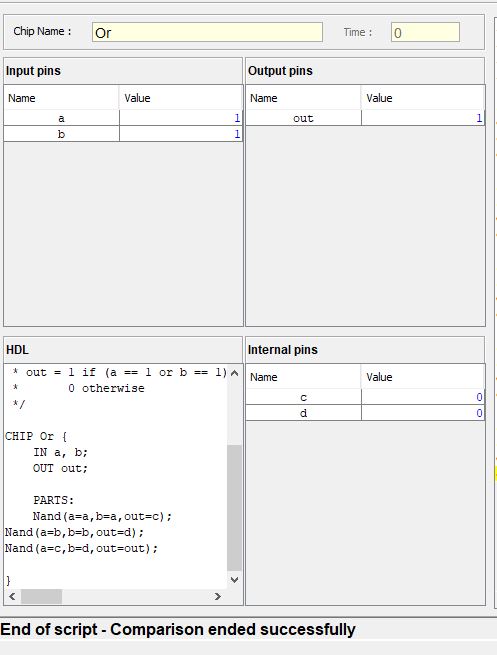 Chip Name : Or Time : 0
Input pins
Name Value
a 1
b 1
Output pins
Name Value
out 1
HDL
* out = 1 if (a == 1 or b == 1)
* 0 otherwise
*/
CHIP Or {
IN a, b;
OUT out;
PARTS:
Nand(a=a,b=a,out=c);
Nand(a=b,b=b,out=d);
Nand(a=c,b=d,out=out);
}
Internal pins
Name Value
c 0
d 0
End of script - Comparison ended successfully